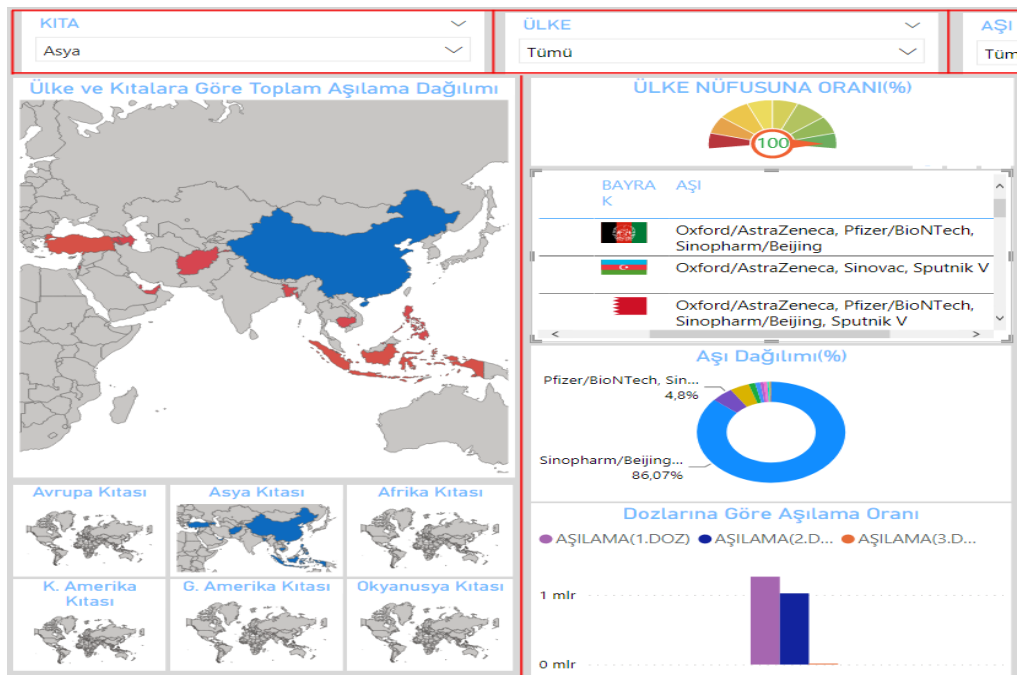 KITA
Asya
ÜLKE
Tümü
AŞI
Tüm
Ülke ve Kıtalara Göre Toplam Aşılama Dağılımı
Avrupa Kıtası
Asya Kıtası
Afrika Kıtası
K. Amerika
Kıtası
G. Amerika Kıtası
Okyanusya Kıtası
ÜLKE NÜFUSUNA ORANI(%)
100
BAYRA
K
AŞI
Oxford/AstraZeneca, Pfizer/BioNTech,
Sinopharm/Beijing
Oxford/AstraZeneca, Sinovac, Sputnik V
Oxford/AstraZeneca, Pfizer/BioNTech,
Sinopharm/Beijing, Sputnik V
Aşı Dağılımı(%)
Pfizer/BioNTech, Sin...
4,8%
Sinopharm/Beijing...
86,07%
Dozlarına Göre Aşılama Oranı
AŞILAMA(1.DOZ) AŞILAMA(2.D... AŞILAMA(3.D...
1 mlr
0 mlr